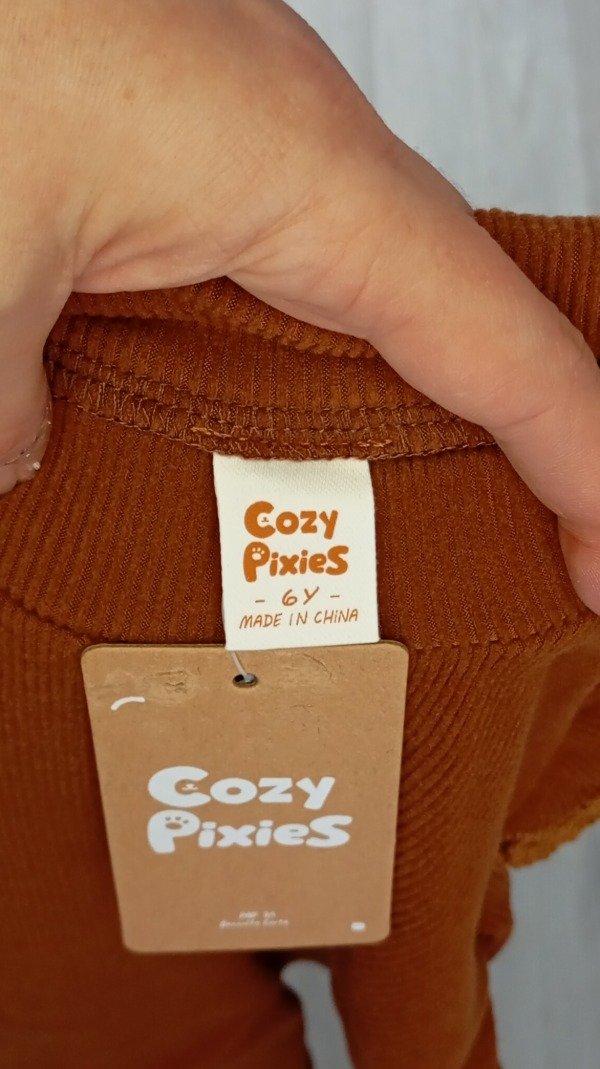 Cozy
Pixies
- 6Y -
MADE IN CHINA
Cozy
Pixies